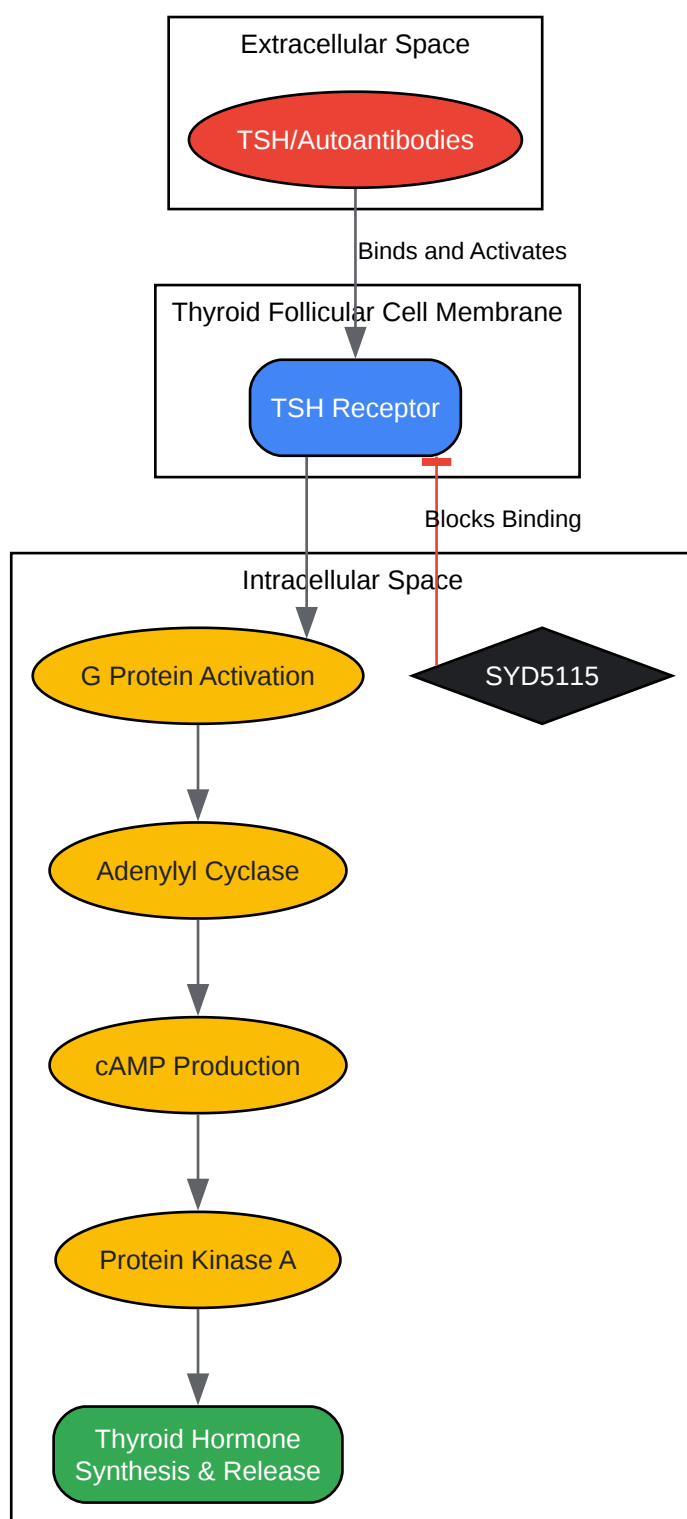 Extracellular Space
TSH/Autoantibodies
Binds and Activates
Thyroid Follicular Cell Membrane
TSH Receptor
Blocks Binding
Intracellular Space
G Protein Activation
SYD5115
Adenylyl Cyclase
cAMP Production
Protein Kinase A
Thyroid Hormone
Synthesis & Release